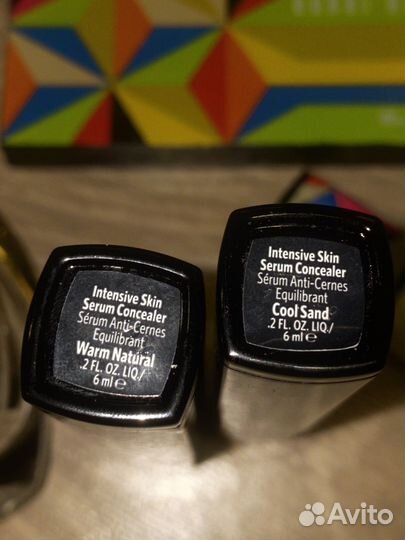 Intensive Skin
Serum Concealer
Sérum Anti-Cernes
Equilibrant
Warm Natural
.2 FL. OZ. LIQ./
6 ml e
Intensive Skin
Serum Concealer
Sérum Anti-Cernes
Equilibrant
Cool Sand
.2 FL. OZ. LIQ./
6 ml e
Avito